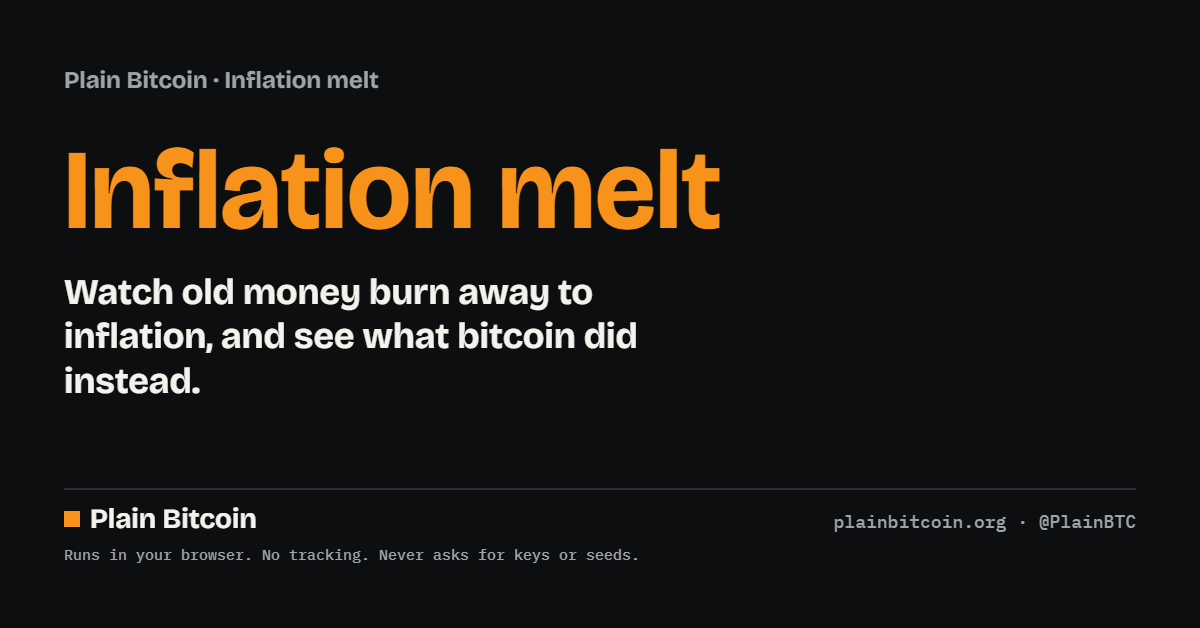 Plain Bitcoin · Inflation melt
Inflation melt
Watch old money burn away to
inflation, and see what bitcoin did
instead.
Plain Bitcoin
plainbitcoin.org · @PlainBTC
Runs in your browser. No tracking. Never asks for keys or seeds.